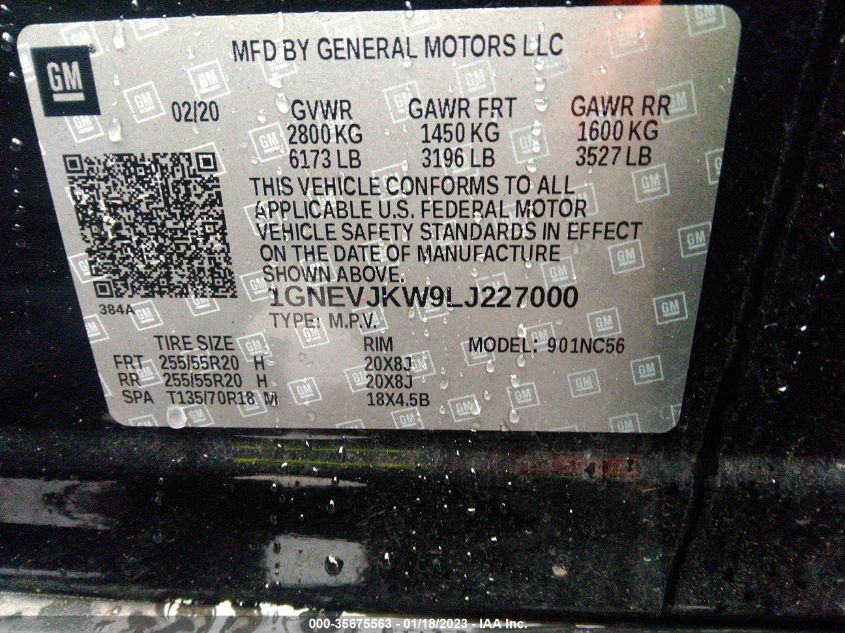 GM
MFD BY GENERAL MOTORS LLC
02/20 GVWR GAWR FRT GAWR RR
2800 KG 1450 KG 1600 KG
6173 LB 3196 LB 3527 LB
THIS VEHICLE CONFORMS TO ALL
APPLICABLE U.S. FEDERAL MOTOR
VEHICLE SAFETY STANDARDS IN EFFECT
ON THE DATE OF MANUFACTURE
SHOWN ABOVE.
384A
1GNEVJKW9LJ227000
TYPE: M.P.V.
TIRE SIZE RIM MODEL: 901NC56
FRT 255/55R20 H 20X8J
RR 255/55R20 H 20X8J
SPA T135/70R18 M 18X4.5B
000-35675563 - 01/18/2023 - IAA Inc.